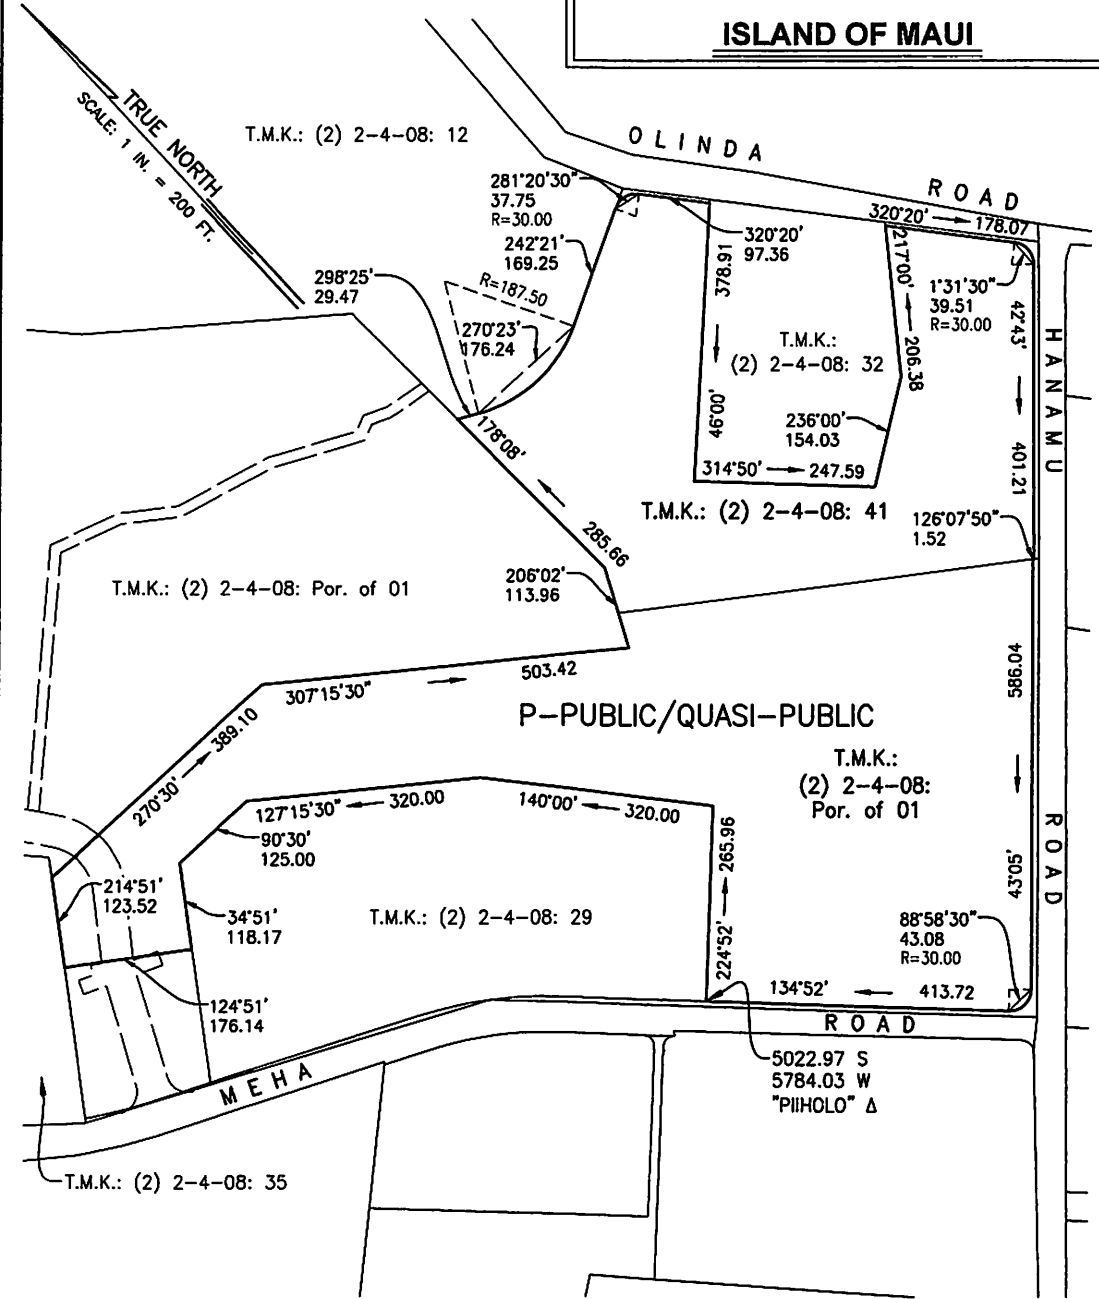 ISLAND OF MAUI
TRUE NORTH
SCALE: 1 IN. = 200 FT.
T.M.K.: (2) 2-4-08: 12
OLINDA
ROAD
281°20'30"
37.75
R=30.00
242°21'
169.25
298°25'
29.47
R=187.50
270°23'
176.24
320°20'
97.36
320°20'
178.07
378.91
46°00'
217°00'
206.38
1°31'30"
39.51
R=30.00
T.M.K.:
(2) 2-4-08: 32
236°00'
154.03
314°50'
247.59
42°43'
401.21
HANAMU
178°08'
285.66
T.M.K.: (2) 2-4-08: 41
126°07'50"
1.52
206°02'
113.96
T.M.K.: (2) 2-4-08: Por. of 01
307°15'30"
503.42
P-PUBLIC/QUASI-PUBLIC
586.04
43°05'
T.M.K.:
(2) 2-4-08:
Por. of 01
ROAD
270°30'
389.10
127°15'30"
320.00
140°00'
320.00
90°30'
125.00
265.96
224°52'
214°51'
123.52
34°51'
118.17
T.M.K.: (2) 2-4-08: 29
88°58'30"
43.08
R=30.00
134°52'
413.72
124°51'
176.14
MEHA
ROAD
5022.97 S
5784.03 W
"PIIHOLO" Δ
T.M.K.: (2) 2-4-08: 35